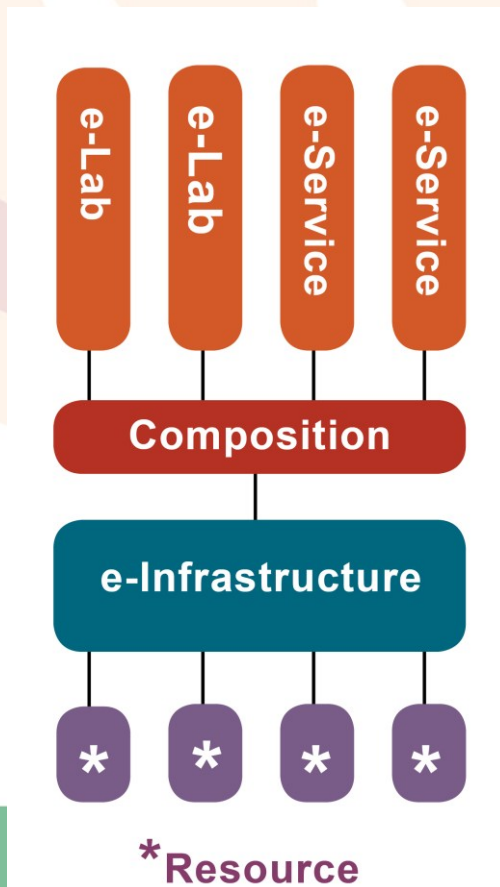 e-Lab
e-Lab
e-Service
e-Service
Composition
e-Infrastructure
* * * *
*Resource